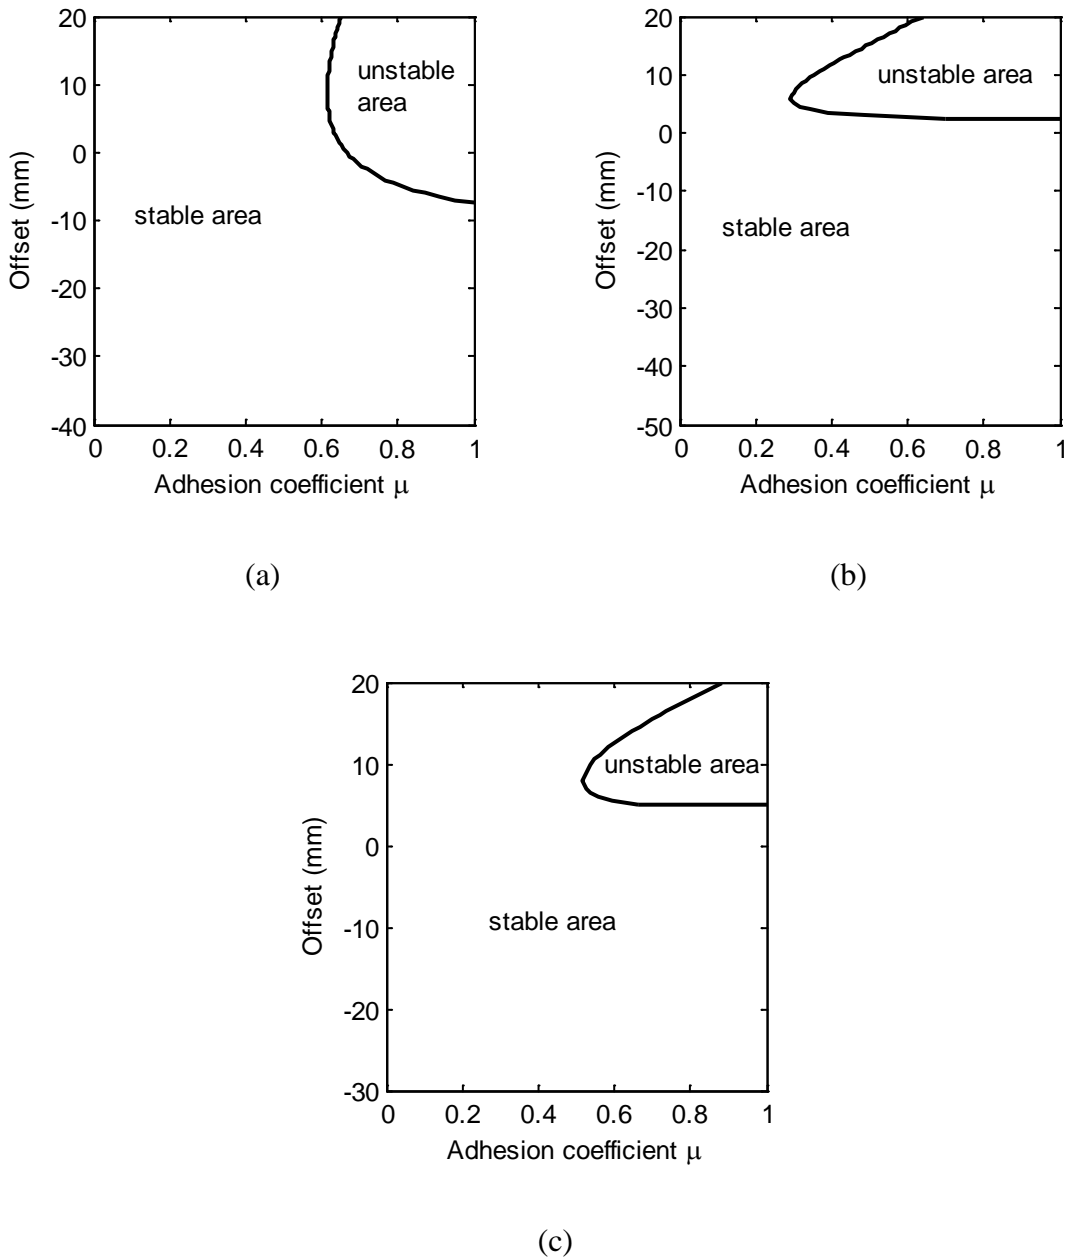 20
10
0
-10
-20
-30
-40
Offset (mm)
unstable
area
stable area
0 0.2 0.4 0.6 0.8 1
Adhesion coefficient μ
(a)
20
10
0
-10
-20
-30
-40
-50
Offset (mm)
unstable area
stable area
0 0.2 0.4 0.6 0.8 1
Adhesion coefficient μ
(b)
20
10
0
-10
-20
-30
Offset (mm)
unstable area
stable area
0 0.2 0.4 0.6 0.8 1
Adhesion coefficient μ
(c)